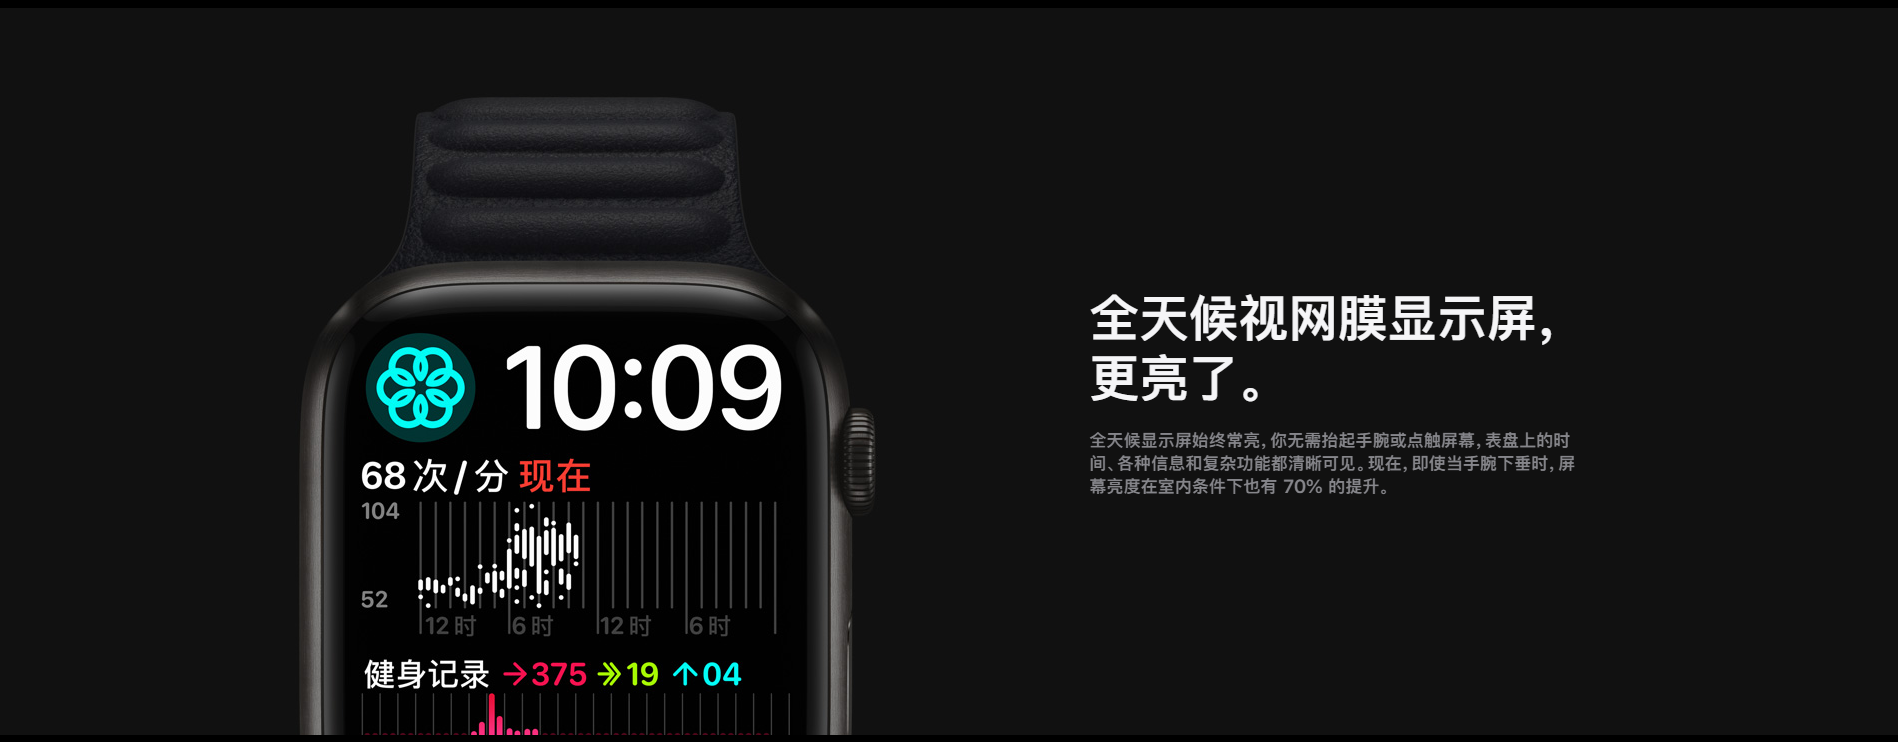 10:09
68 次 / 分 现在
104
52
12 时 6 时 12 时 6 时
健身记录 →375 »19 ↑04
全天候视网膜显示屏，
更亮了。
全天候显示屏始终常亮，你无需抬起手腕或点触屏幕，表盘上的时
间、各种信息和复杂功能都清晰可见。现在，即使当手腕下垂时，屏
幕亮度在室内条件下也有 70% 的提升。